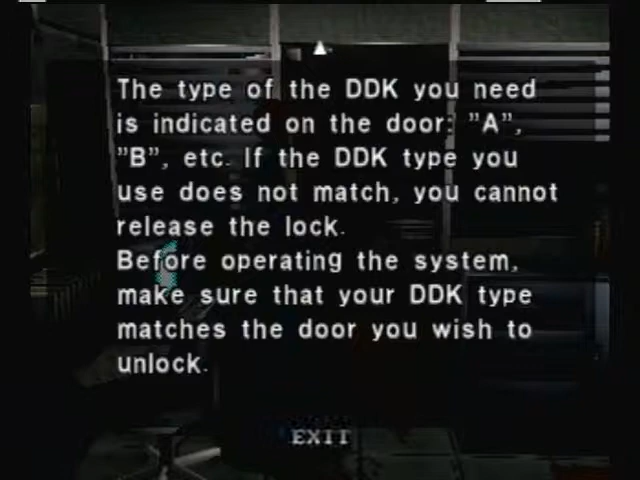 The type of the DDK you need
is indicated on the door: "A",
"B", etc. If the DDK type you
use does not match, you cannot
release the lock.
Before operating the system,
make sure that your DDK type
matches the door you wish to
unlock.
EXIT